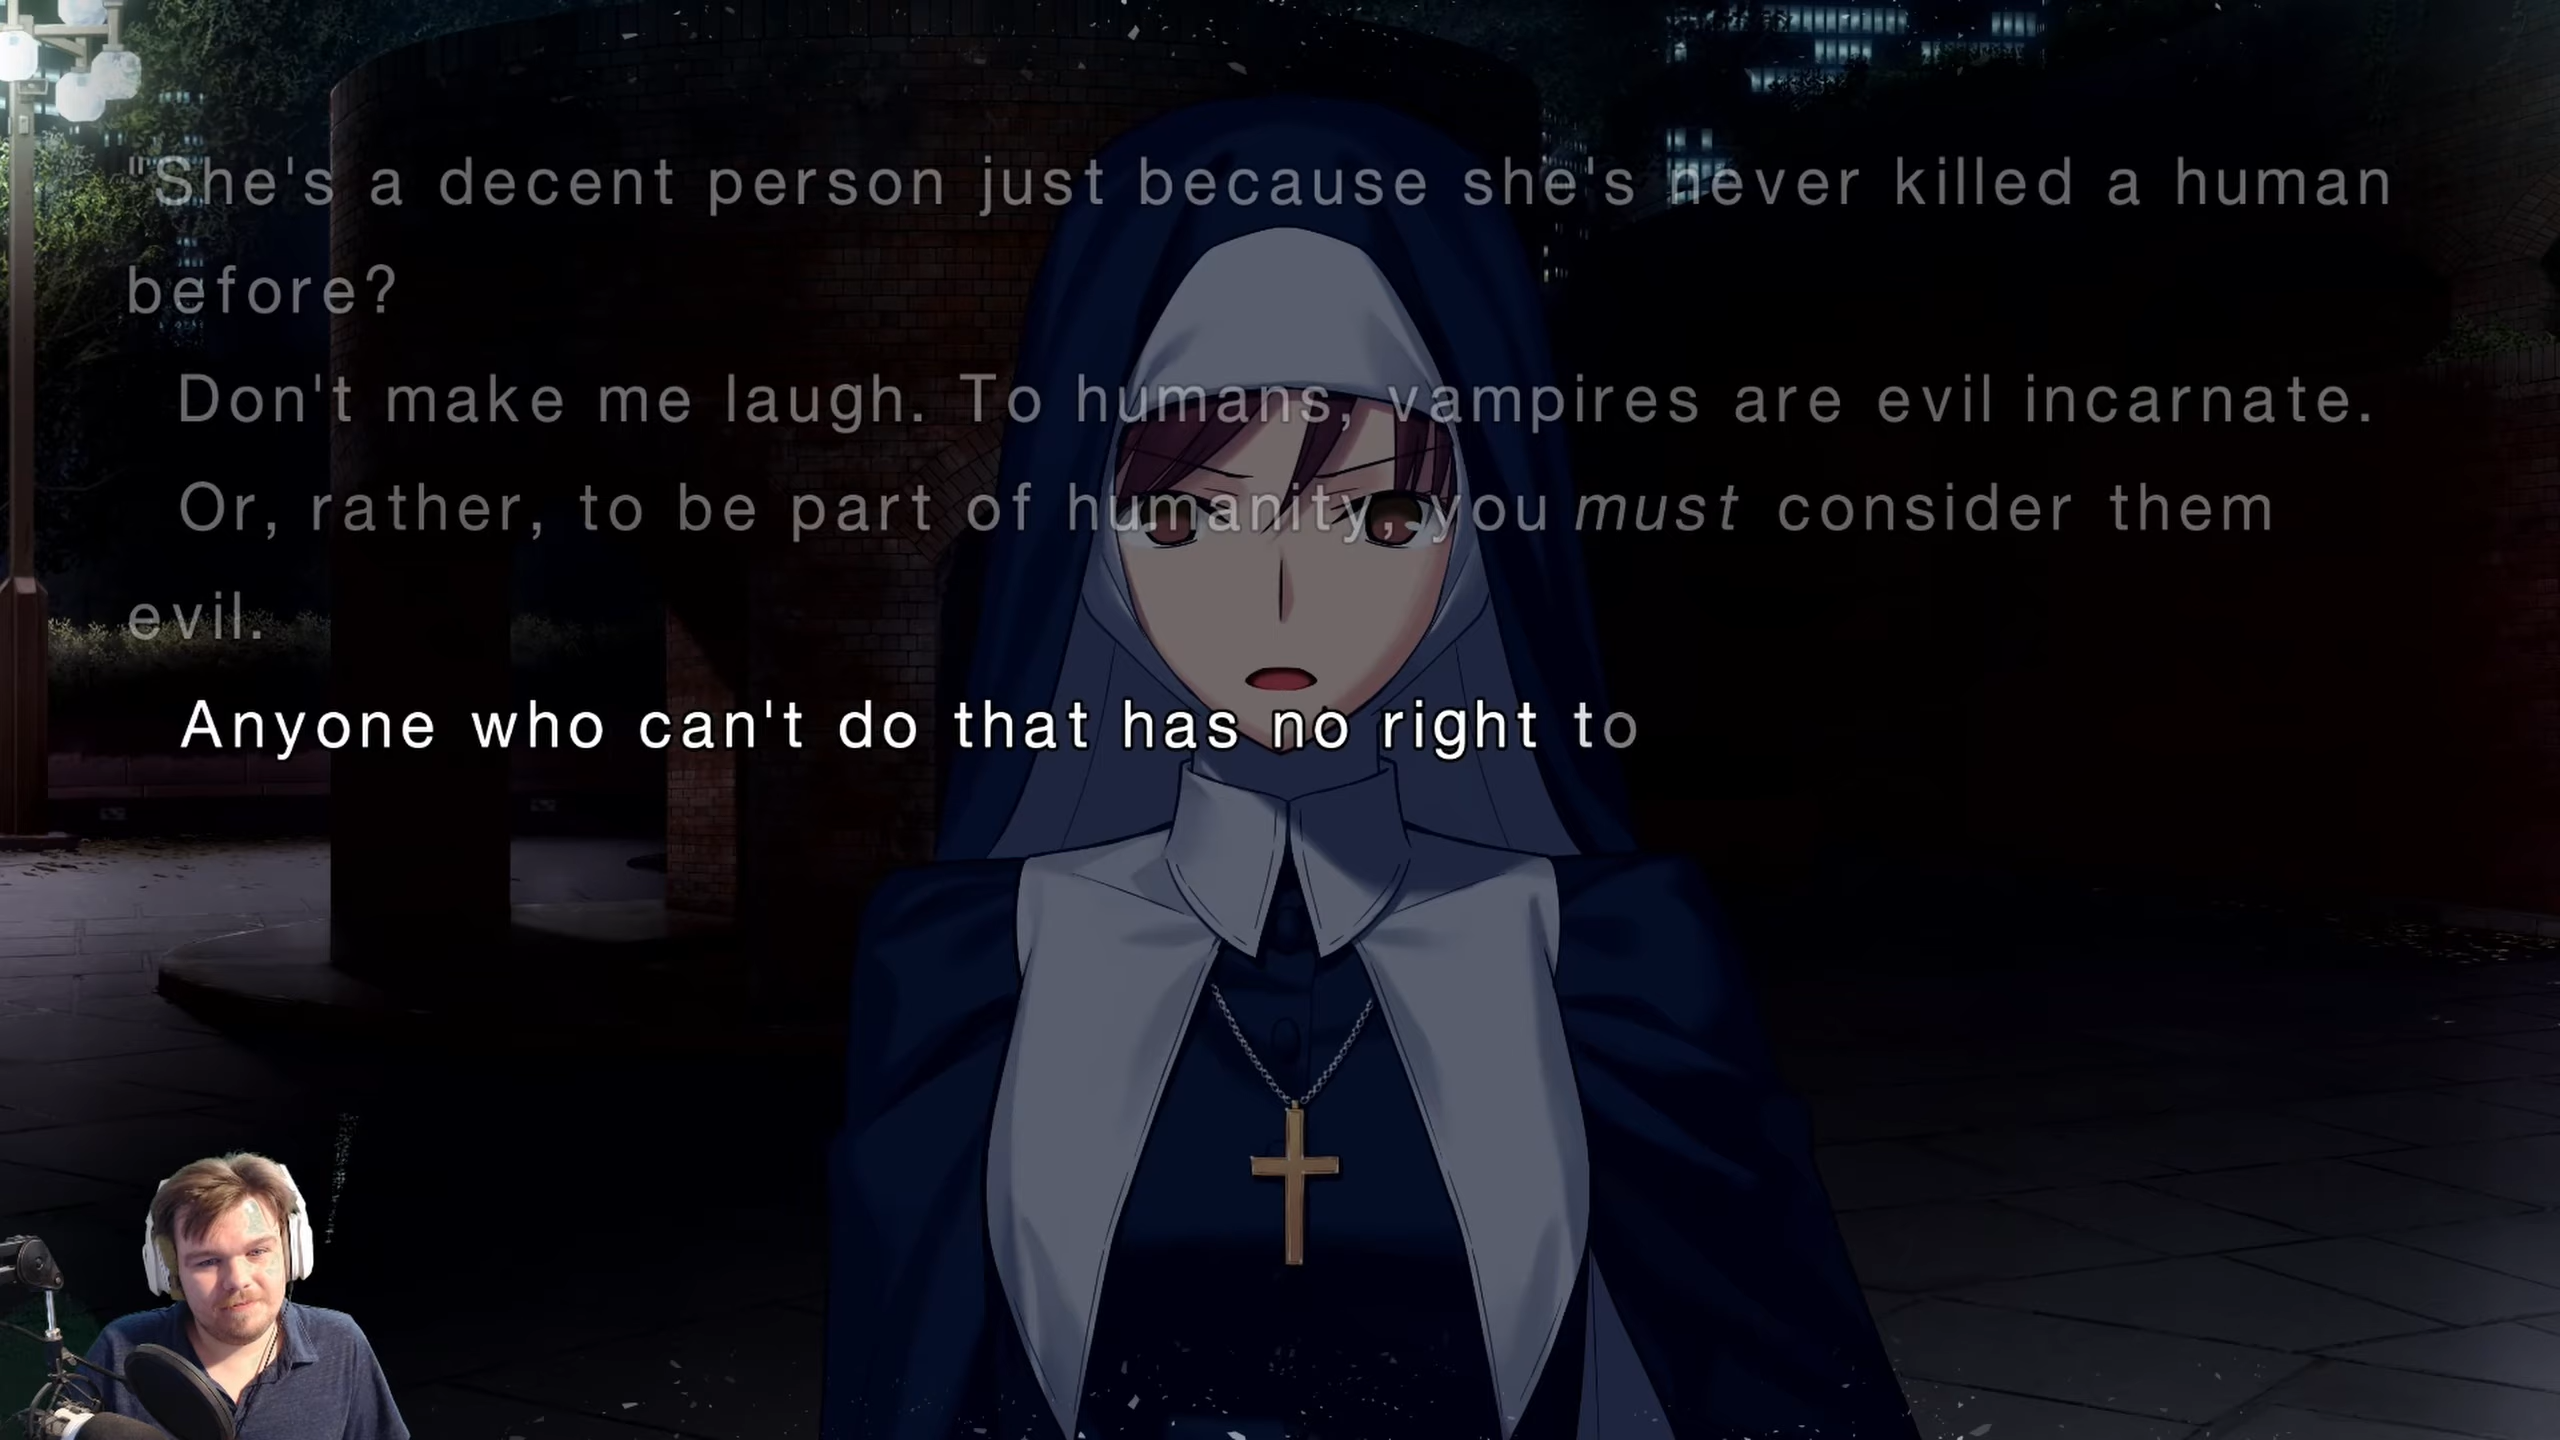 "She's a decent person just because she's never killed a human
before?
Don't make me laugh. To humans, vampires are evil incarnate.
Or, rather, to be part of humanity, you must consider them
evil.
Anyone who can't do that has no right to